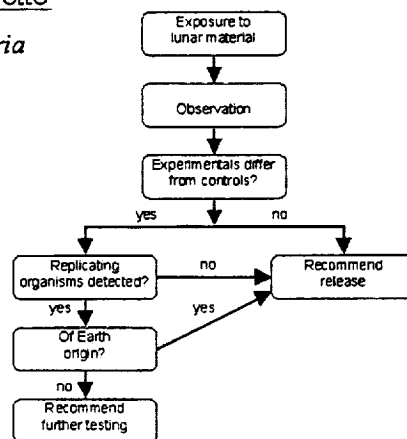 ria
Exposure to
lunar material
Observation
Experimentals differ
from controls?
yes
no
Replicating
organisms detected?
no
Recommend
release
yes
yes
Of Earth
origin?
no
Recommend
further testing